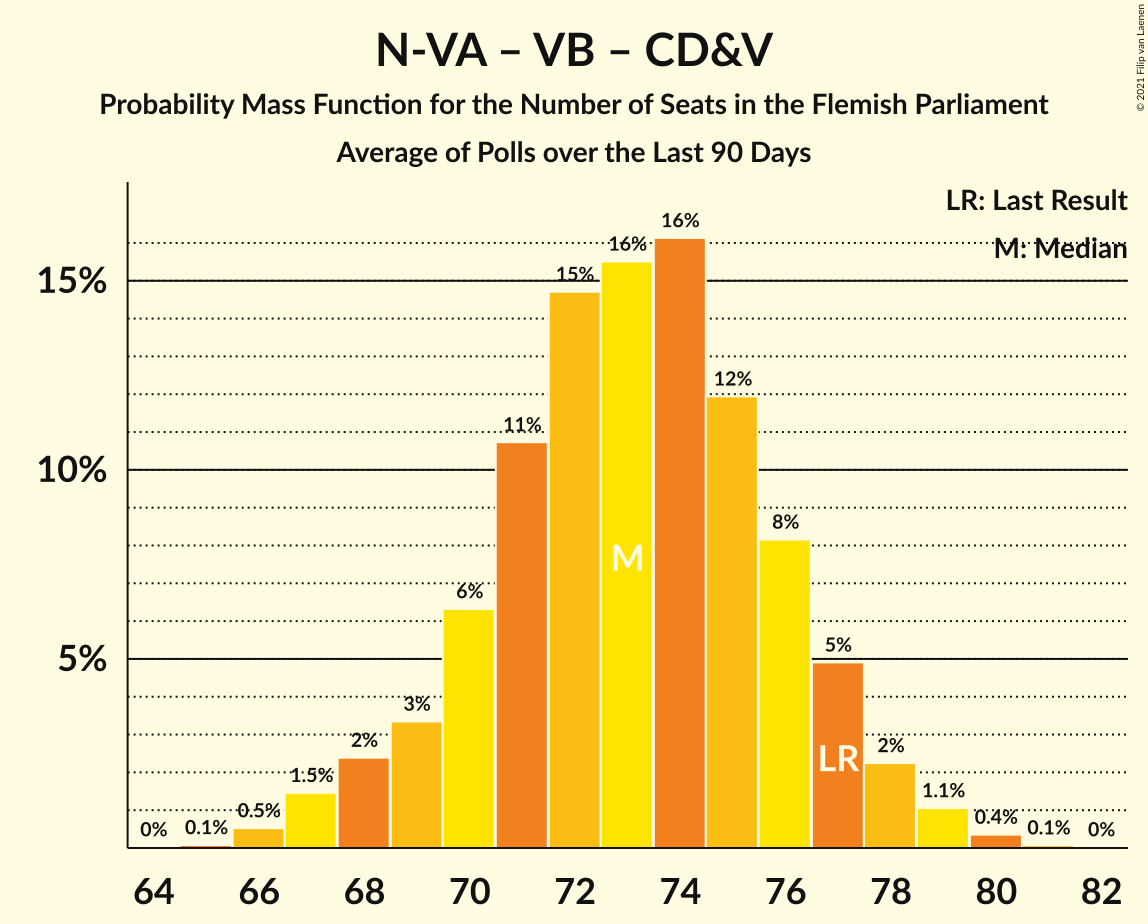 N-VA – VB – CD&V
Probability Mass Function for the Number of Seats in the Flemish Parliament
Average of Polls over the Last 90 Days
© 2021 Filip van Laenen
LR: Last Result
M: Median
15%
10%
5%
0%
0.1%
0.5%
1.5%
2%
3%
6%
11%
15%
16%
16%
12%
8%
5%
2%
1.1%
0.4%
0.1%
0%
M
LR
64 66 68 70 72 74 76 78 80 82